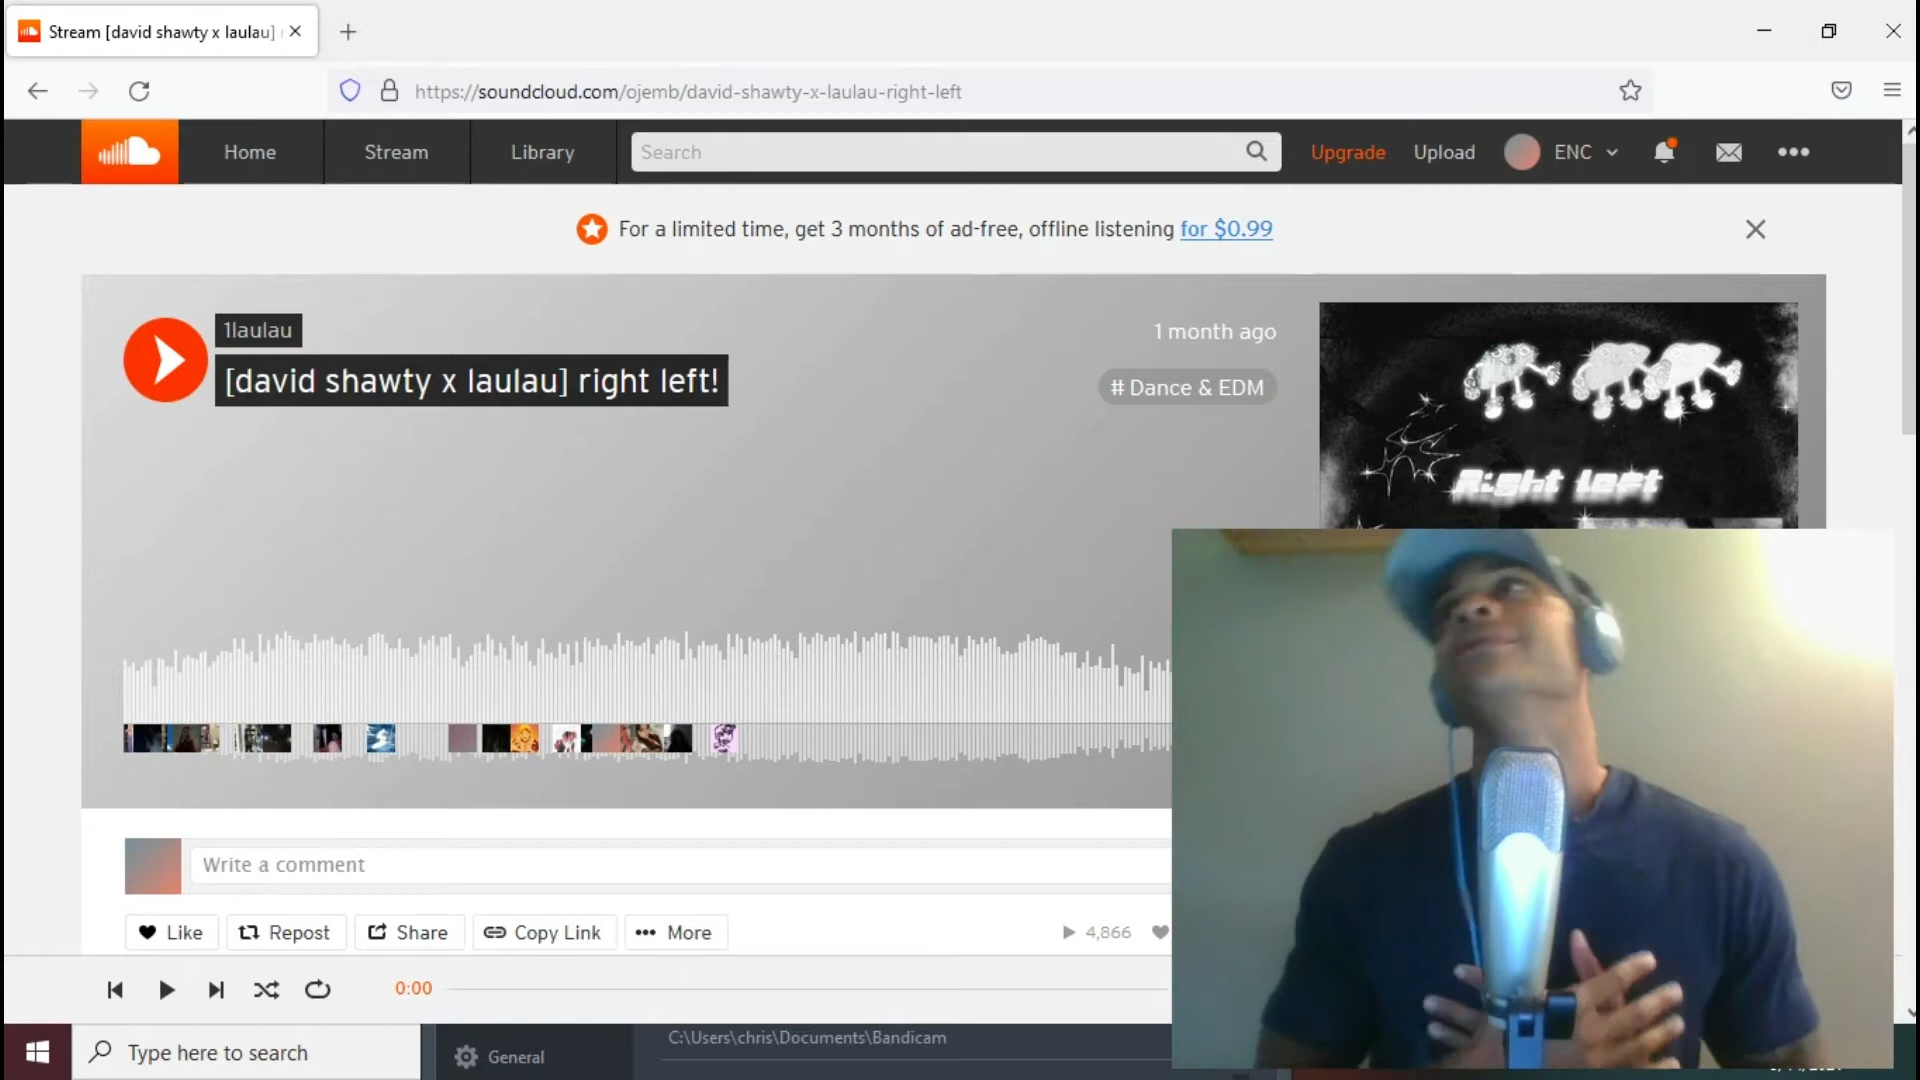 Stream [david shawty x laulau]
https://soundcloud.com/ojemb/david-shawty-x-laulau-right-left
Home
Stream
Library
Search
Upgrade
Upload
ENC
For a limited time, get 3 months of ad-free, offline listening for $0.99
1laulau
1 month ago
[david shawty x laulau] right left!
# Dance & EDM
Right left
Write a comment
Like
Repost
Share
Copy Link
More
4,866
0:00
Type here to search
General
C:\Users\chris\Documents\Bandicam